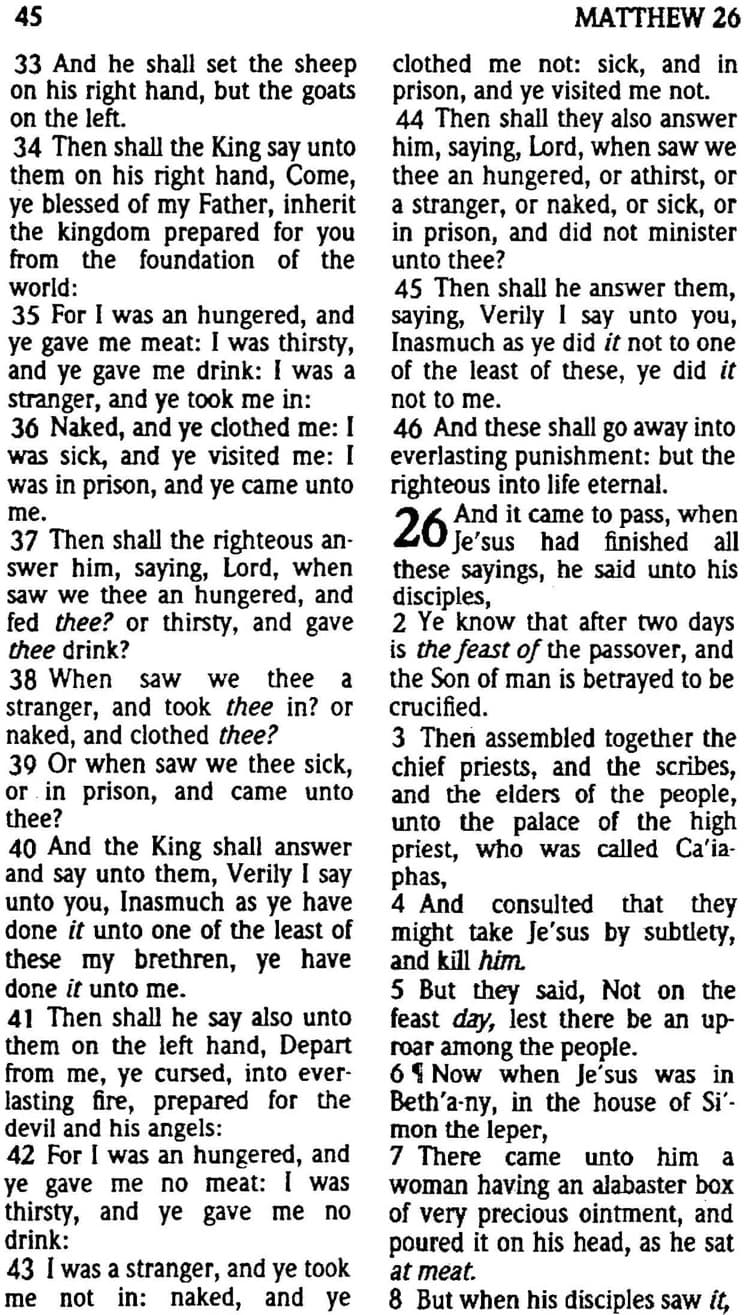 45
MATTHEW 26
33 And he shall set the sheep
on his right hand, but the goats
on the left.
34 Then shall the King say unto
them on his right hand, Come,
ye blessed of my Father, inherit
the kingdom prepared for you
from the foundation of the
world:
35 For I was an hungered, and
ye gave me meat: I was thirsty,
and ye gave me drink: I was a
stranger, and ye took me in:
36 Naked, and ye clothed me: I
was sick, and ye visited me: I
was in prison, and ye came unto
me.
37 Then shall the righteous an-
swer him, saying, Lord, when
saw we thee an hungered, and
fed thee? or thirsty, and gave
thee drink?
38 When saw we thee a
stranger, and took thee in? or
naked, and clothed thee?
39 Or when saw we thee sick,
or in prison, and came unto
thee?
40 And the King shall answer
and say unto them, Verily I say
unto you, Inasmuch as ye have
done it unto one of the least of
these my brethren, ye have
done it unto me.
41 Then shall he say also unto
them on the left hand, Depart
from me, ye cursed, into ever-
lasting fire, prepared for the
devil and his angels:
42 For I was an hungered, and
ye gave me no meat: I was
thirsty, and ye gave me no
drink:
43 I was a stranger, and ye took
me not in: naked, and ye
clothed me not: sick, and in
prison, and ye visited me not.
44 Then shall they also answer
him, saying, Lord, when saw we
thee an hungered, or athirst, or
a stranger, or naked, or sick, or
in prison, and did not minister
unto thee?
45 Then shall he answer them,
saying, Verily I say unto you,
Inasmuch as ye did it not to one
of the least of these, ye did it
not to me.
46 And these shall go away into
everlasting punishment: but the
righteous into life eternal.
26 And it came to pass, when
Je'sus had finished all
these sayings, he said unto his
disciples,
2 Ye know that after two days
is the feast of the passover, and
the Son of man is betrayed to be
crucified.
3 Then assembled together the
chief priests, and the scribes,
and the elders of the people,
unto the palace of the high
priest, who was called Ca'ia-
phas,
4 And consulted that they
might take Je'sus by subtlety,
and kill him.
5 But they said, Not on the
feast day, lest there be an up-
roar among the people.
6 ¶ Now when Je'sus was in
Beth'a-ny, in the house of Si'-
mon the leper,
7 There came unto him a
woman having an alabaster box
of very precious ointment, and
poured it on his head, as he sat
at meat.
8 But when his disciples saw it,